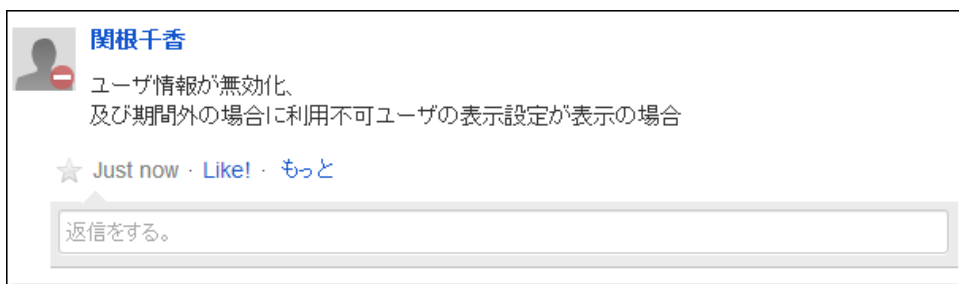 関根千香
ユーザ情報が無効化、
及び期間外の場合に利用不可ユーザの表示設定が表示の場合
Just now · Like! · もっと
返信をする。